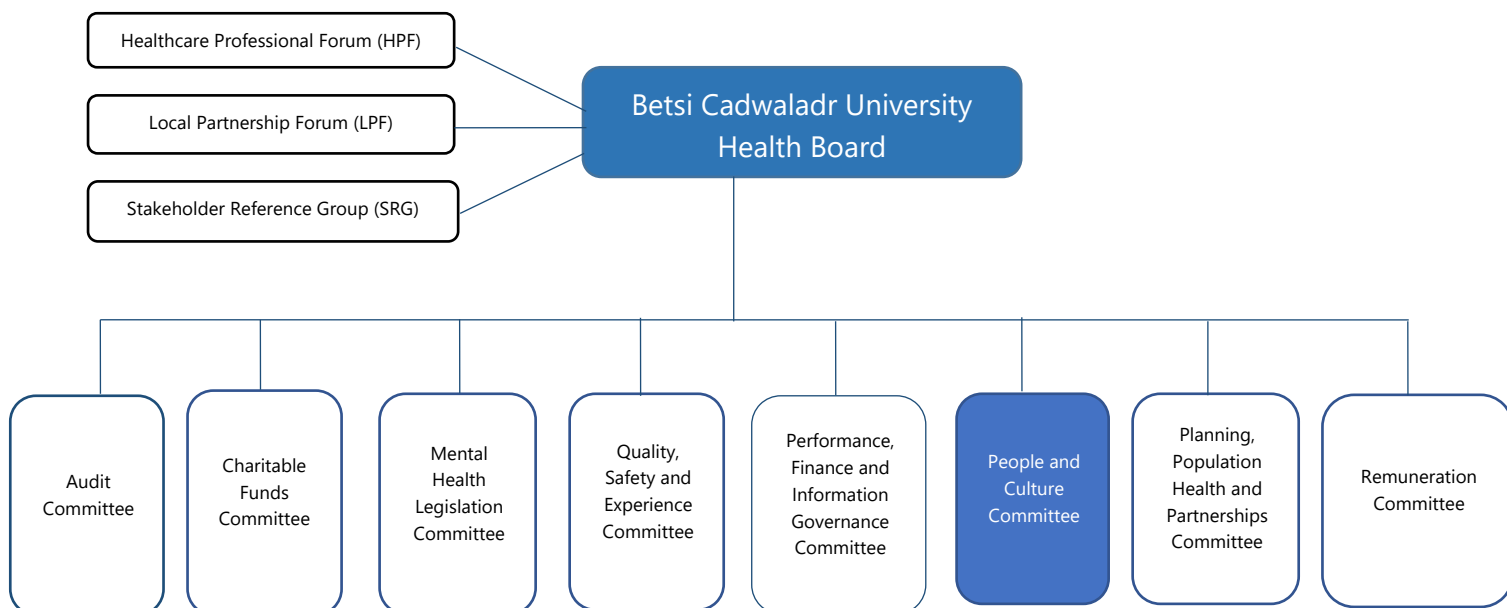 Healthcare Professional Forum (HPF)
Local Partnership Forum (LPF)
Stakeholder Reference Group (SRG)
Betsi Cadwaladr University
Health Board
Audit
Committee
Charitable
Funds
Committee
Mental
Health
Legislation
Committee
Quality,
Safety and
Experience
Committee
Performance,
Finance and
Information
Governance
Committee
People and
Culture
Committee
Planning,
Population
Health and
Partnerships
Committee
Remuneration
Committee